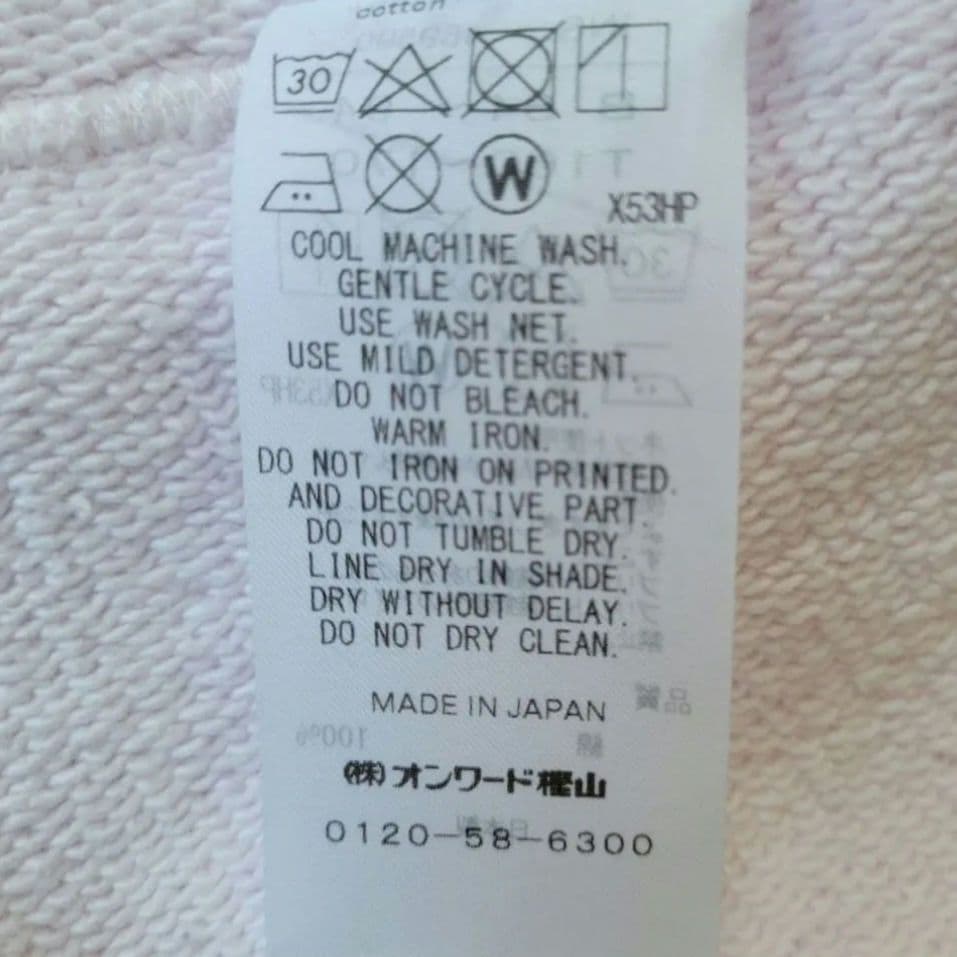 cotton
30
W
X53HP
COOL MACHINE WASH.
GENTLE CYCLE.
USE WASH NET.
USE MILD DETERGENT.
DO NOT BLEACH.
WARM IRON.
DO NOT IRON ON PRINTED.
AND DECORATIVE PART.
DO NOT TUMBLE DRY.
LINE DRY IN SHADE.
DRY WITHOUT DELAY.
DO NOT DRY CLEAN.
MADE IN JAPAN
(株)オンワード樫山
0120-58-6300